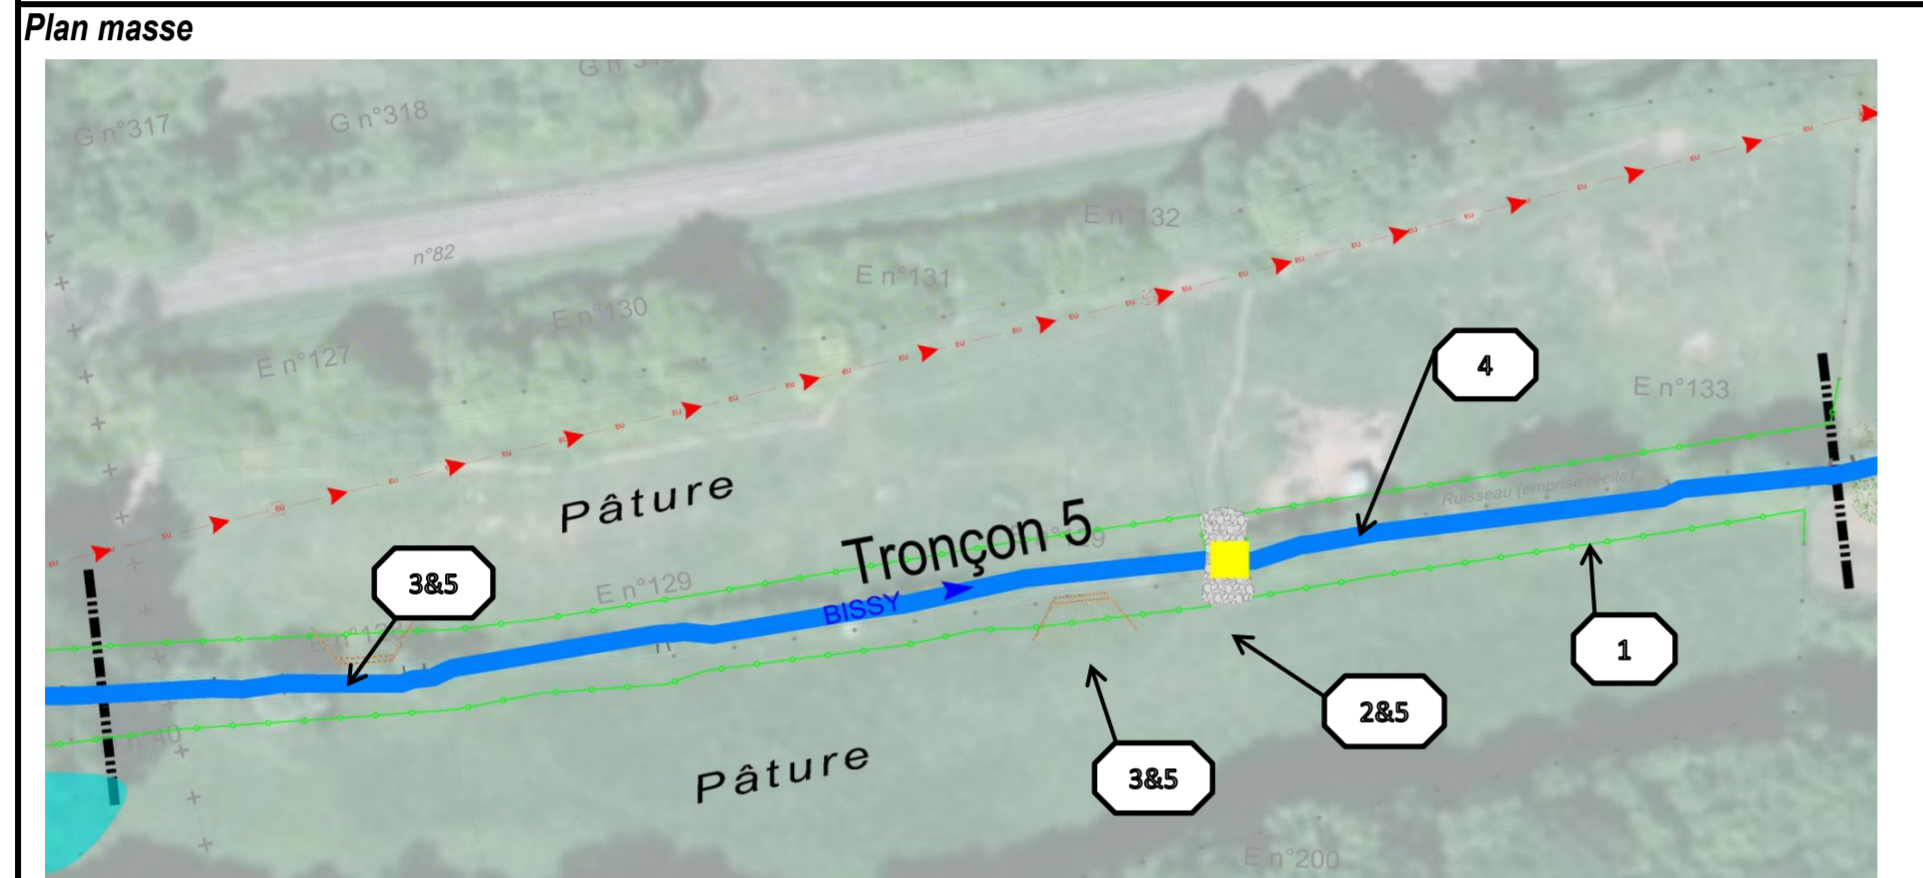 Plan masse
G n°317
G n°318
n°82
E n°132
E n°131
E n°130
E n°127
4
E n°133
Pâture
Ruisseau (emprise réelle)
Tronçon 5
3&5
E n°129
BISSY
1
2&5
Pâture
3&5
E n°200